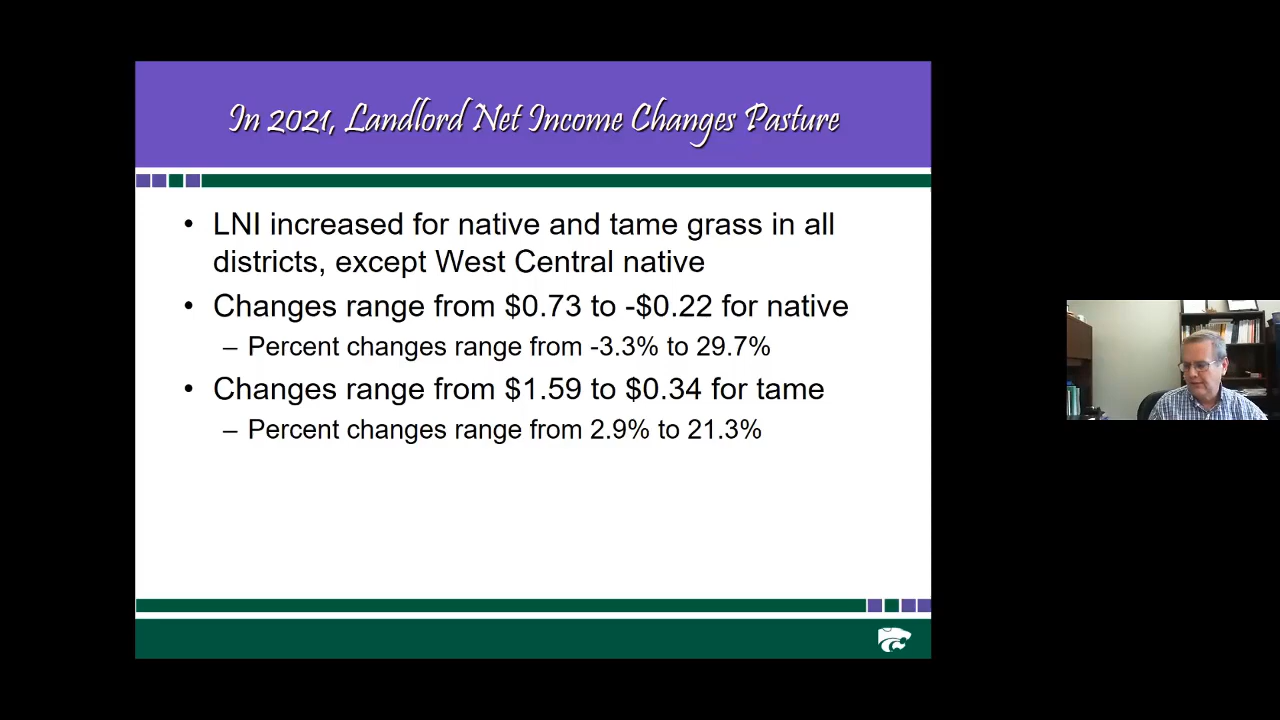 In 2021, Landlord Net Income Changes Pasture
• LNI increased for native and tame grass in all
districts, except West Central native
• Changes range from $0.73 to -$0.22 for native
– Percent changes range from -3.3% to 29.7%
• Changes range from $1.59 to $0.34 for tame
– Percent changes range from 2.9% to 21.3%